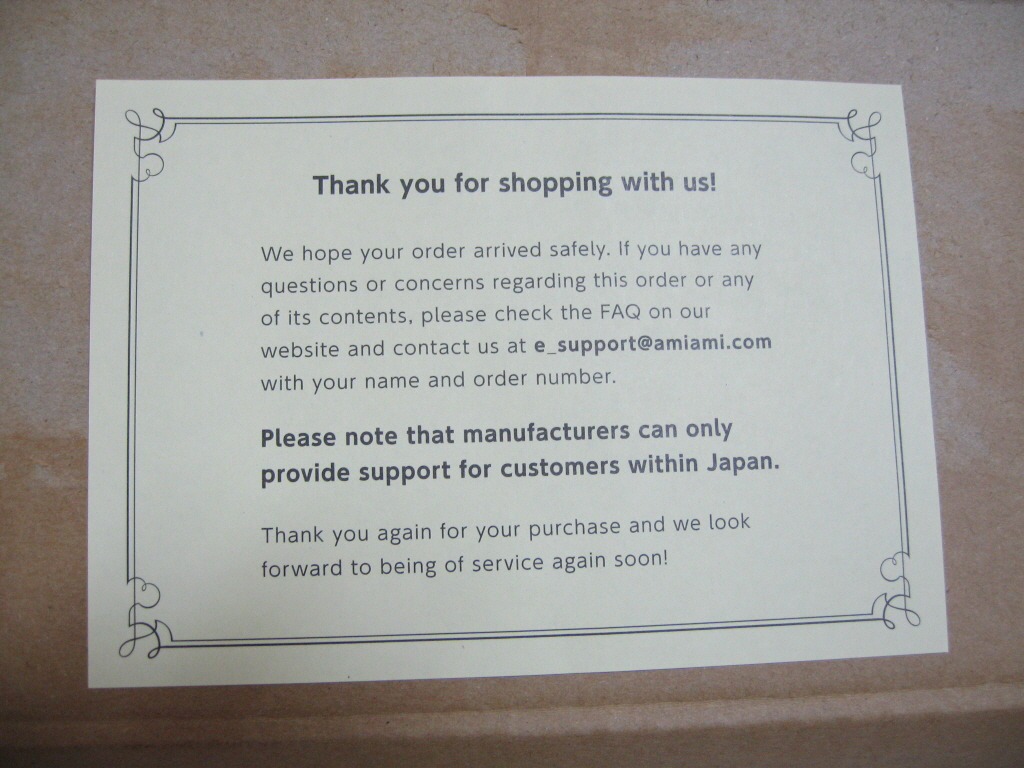 Thank you for shopping with us!
We hope your order arrived safely. If you have any
questions or concerns regarding this order or any
of its contents, please check the FAQ on our
website and contact us at e_support@amiami.com
with your name and order number.
Please note that manufacturers can only
provide support for customers within Japan.
Thank you again for your purchase and we look
forward to being of service again soon!